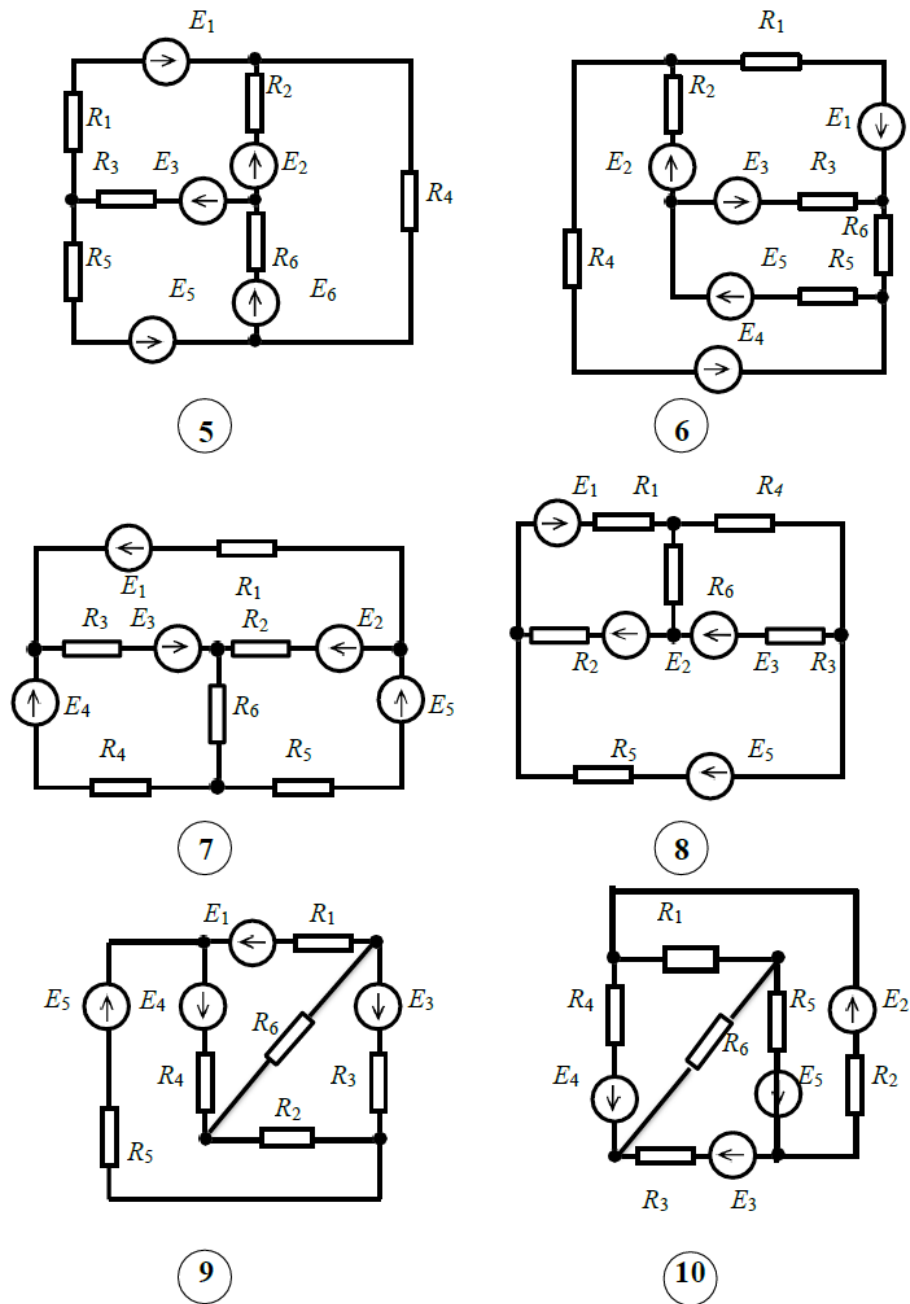 E1 R1
R2 R2 E1
R1
R3 E3 E2 E2 E3 R3
R4 R6
R5 R6 R4 E5 R5
E5 E6 E4
5 6
E1 R1 R4
E1 R1
R3 E3 R2 E2 R6
R2 E2 E3 R3
E4 R6 E5
R4 R5 R5 E5
7 8
E1 R1 R1
E5 E4 E3 R4 R5 E2
R6 R6
R4 R3 E4 E5 R2
R2
R5
R3 E3
9 10